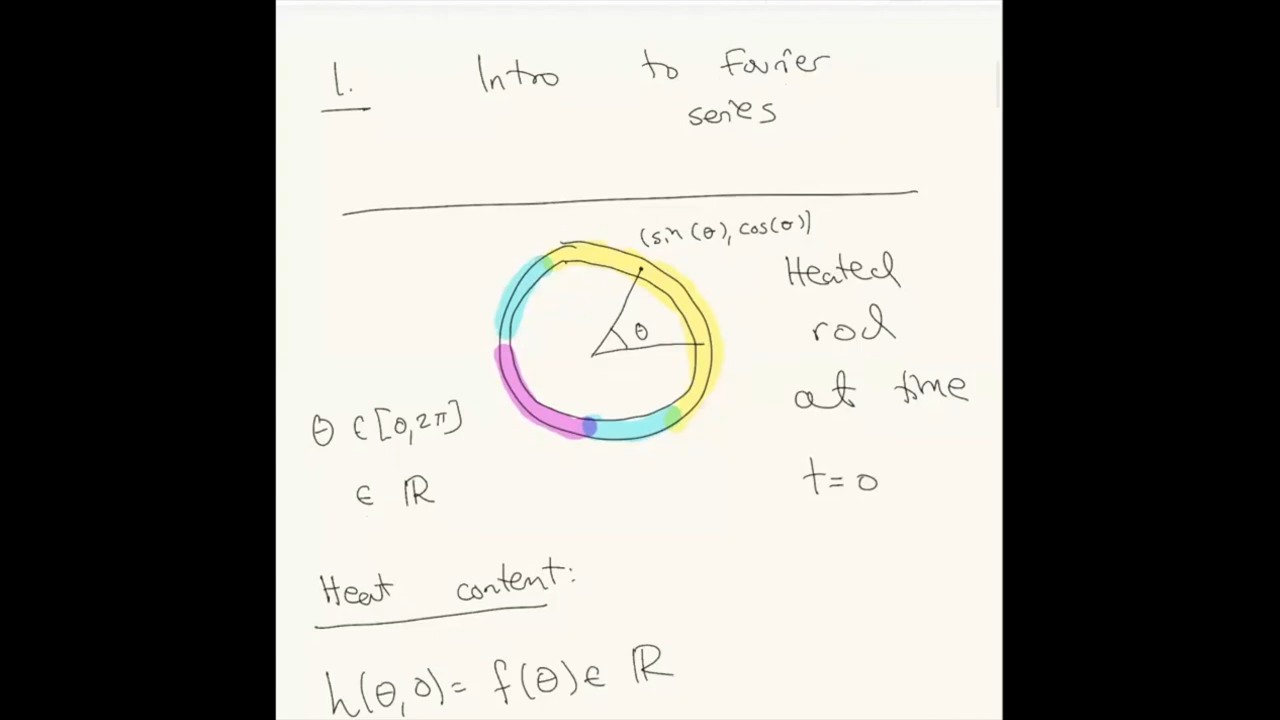 1. Intro to Fourier
series
(sin(θ), cos(θ)]
Heated
rod
θ
at time
θ ∈ [0, 2π]
t = 0
∈ ℝ
Heat content:
h(θ, 0) = f(θ) ∈ ℝ